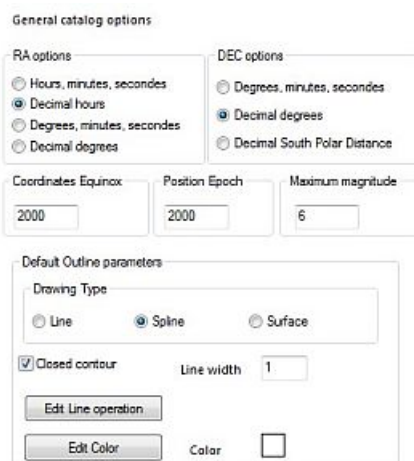 General catalog options
RA options
Hours, minutes, secondes
Decimal hours
Degrees, minutes, secondes
Decimal degrees
DEC options
Degrees, minutes, secondes
Decimal degrees
Decimal South Polar Distance
Coordinates Equinox
2000
Position Epoch
2000
Maximum magnitude
6
Default Outline parameters
Drawing Type
Line
Spline
Surface
Closed contour
Line width
1
Edit Line operation
Edit Color
Color